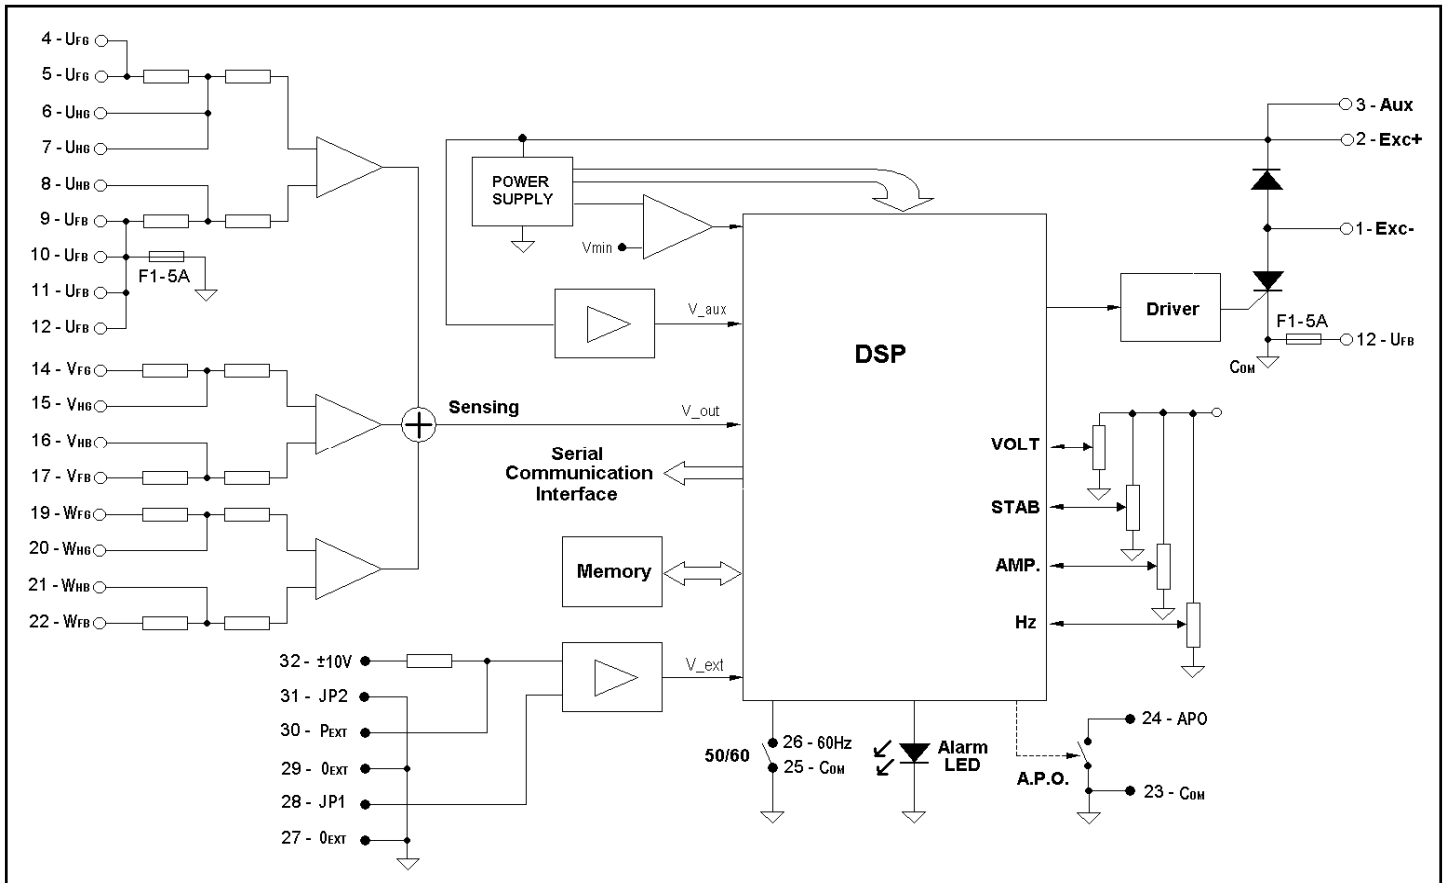 4 - UFG
5 - UFG
6 - UHG
7 - UHG
8 - UHB
9 - UFB
10 - UFB
F1-5A
11 - UFB
12 - UFB
14 - VFG
15 - VHG
16 - VHB
17 - VFB
19 - WFG
20 - WHG
21 - WHB
22 - WFB
Sensing
POWER
SUPPLY
Vmin
V_aux
V_out
Serial
Communication
Interface
Memory
V_ext
DSP
3 - Aux
2 - Exc+
1 - Exc-
Driver
F1-5A
12 - UFB
COM
VOLT
STAB
AMP.
Hz
32 - ±10V
31 - JP2
30 - PEXT
29 - 0EXT
28 - JP1
27 - 0EXT
50/60
26 - 60Hz
25 - COM
Alarm
LED
A.P.O.
24 - APO
23 - COM